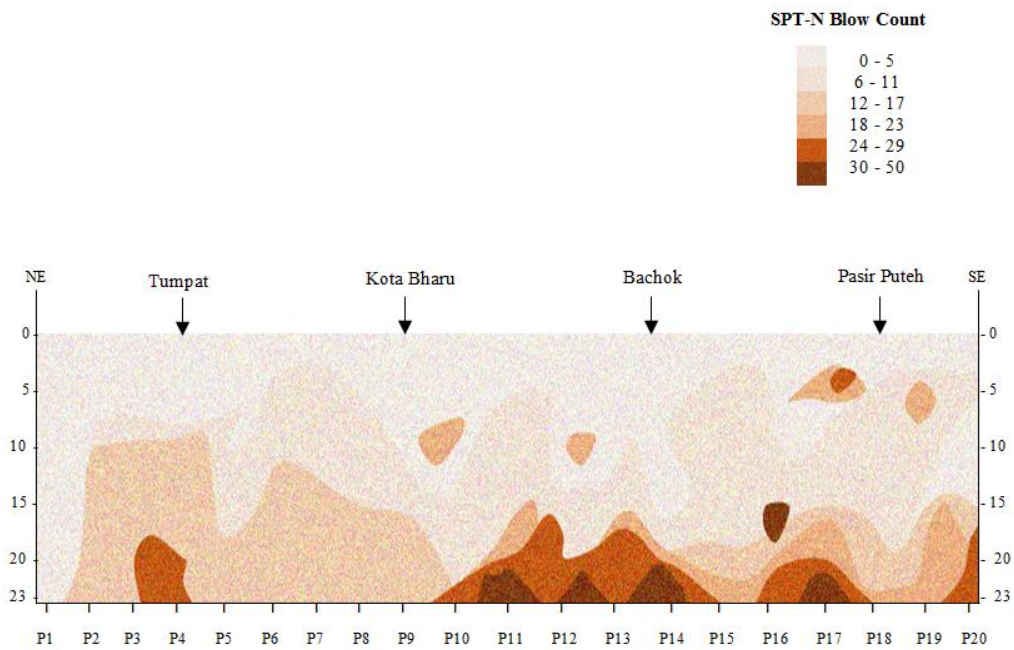 SPT-N Blow Count
0 - 5
6 - 11
12 - 17
18 - 23
24 - 29
30 - 50
NE Tumpat Kota Bharu Bachok Pasir Puteh SE
0 0
5 5
10 10
15 15
20 20
23 23
P1 P2 P3 P4 P5 P6 P7 P8 P9 P10 P11 P12 P13 P14 P15 P16 P17 P18 P19 P20